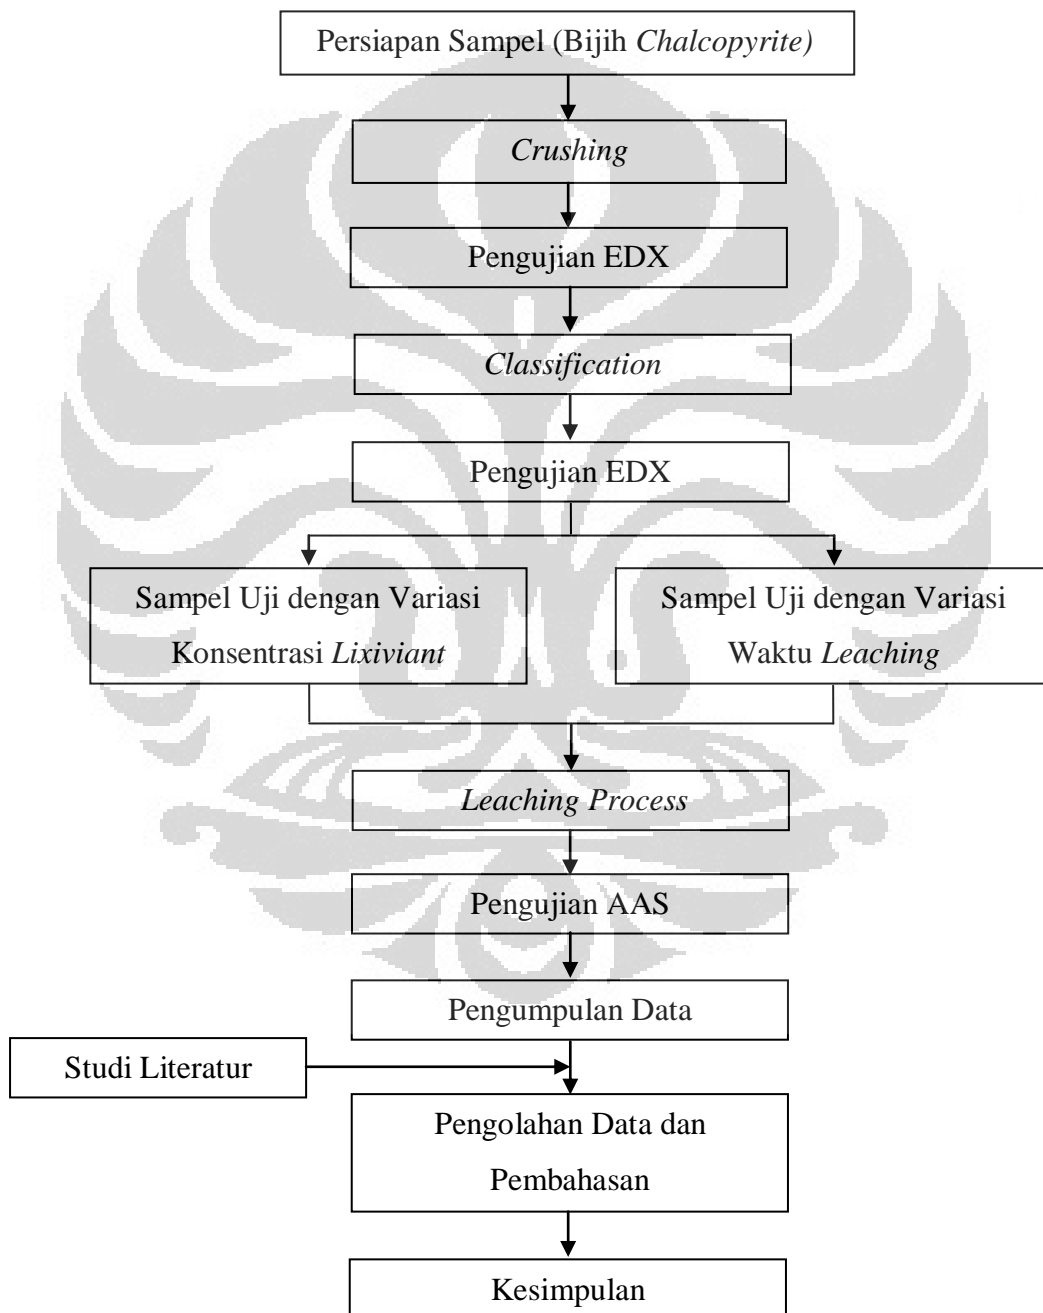 Persiapan Sampel (Bijih Chalcopyrite)
Crushing
Pengujian EDX
Classification
Pengujian EDX
Sampel Uji dengan Variasi
Konsentrasi Lixiviant
Sampel Uji dengan Variasi
Waktu Leaching
Leaching Process
Pengujian AAS
Pengumpulan Data
Studi Literatur
Pengolahan Data dan
Pembahasan
Kesimpulan